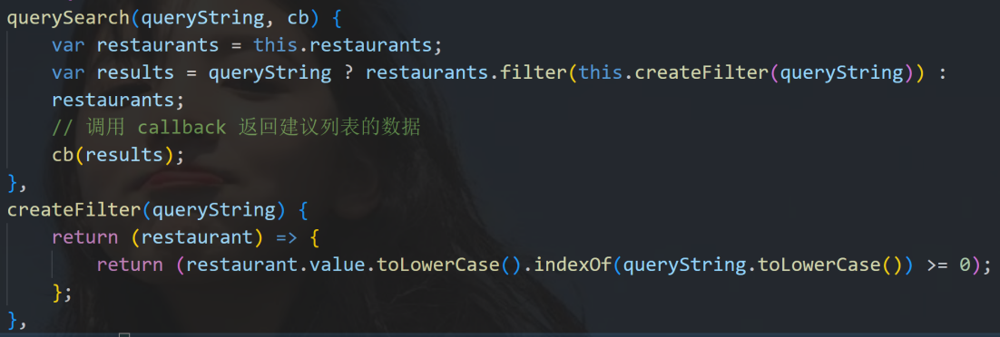 querySearch(queryString, cb) {
    var restaurants = this.restaurants;
    var results = queryString ? restaurants.filter(this.createFilter(queryString)) :
    restaurants;
    // 调用 callback 返回建议列表的数据
    cb(results);
},
createFilter(queryString) {
    return (restaurant) => {
        return (restaurant.value.toLowerCase().indexOf(queryString.toLowerCase()) >= 0);
    };
},